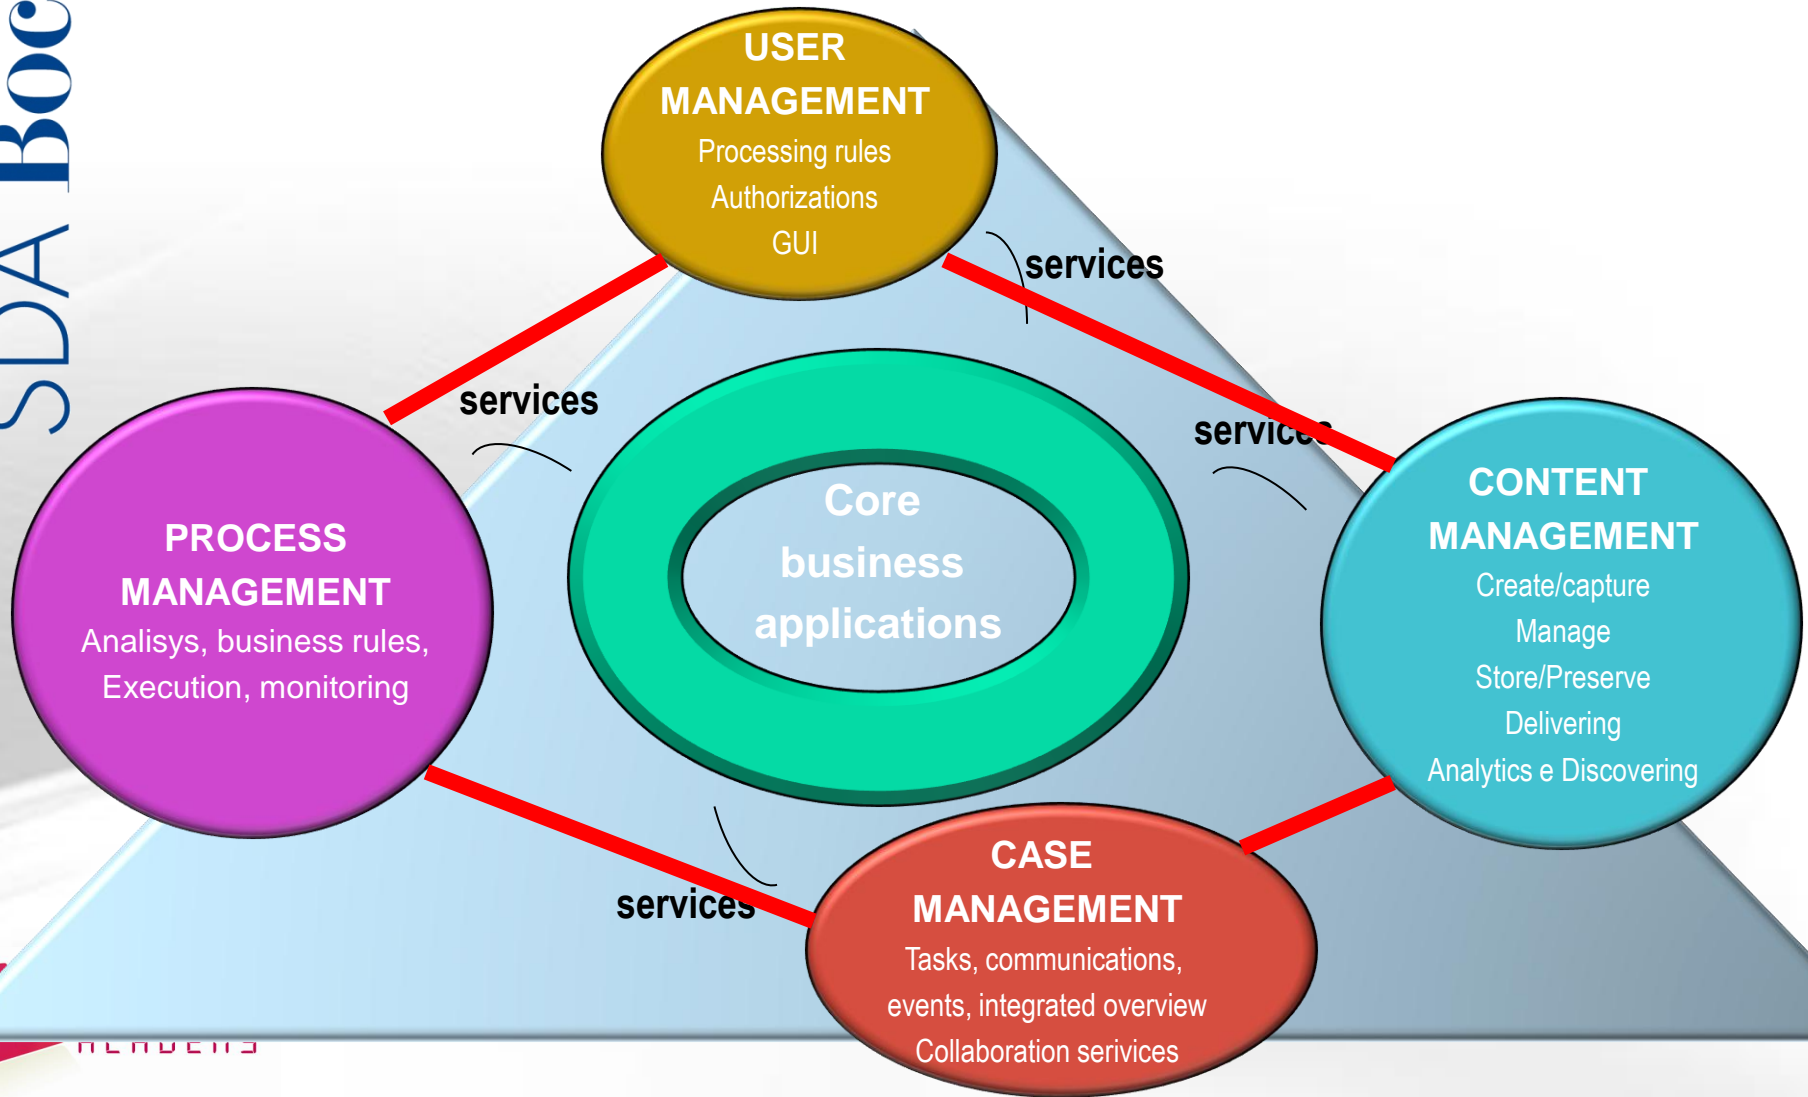 SDA Boc
USER
MANAGEMENT
Processing rules
Authorizations
GUI
services
services
services
Core
business
applications
PROCESS
MANAGEMENT
Analisys, business rules,
Execution, monitoring
CONTENT
MANAGEMENT
Create/capture
Manage
Store/Preserve
Delivering
Analytics e Discovering
services
CASE
MANAGEMENT
Tasks, communications,
events, integrated overview
Collaboration serivices